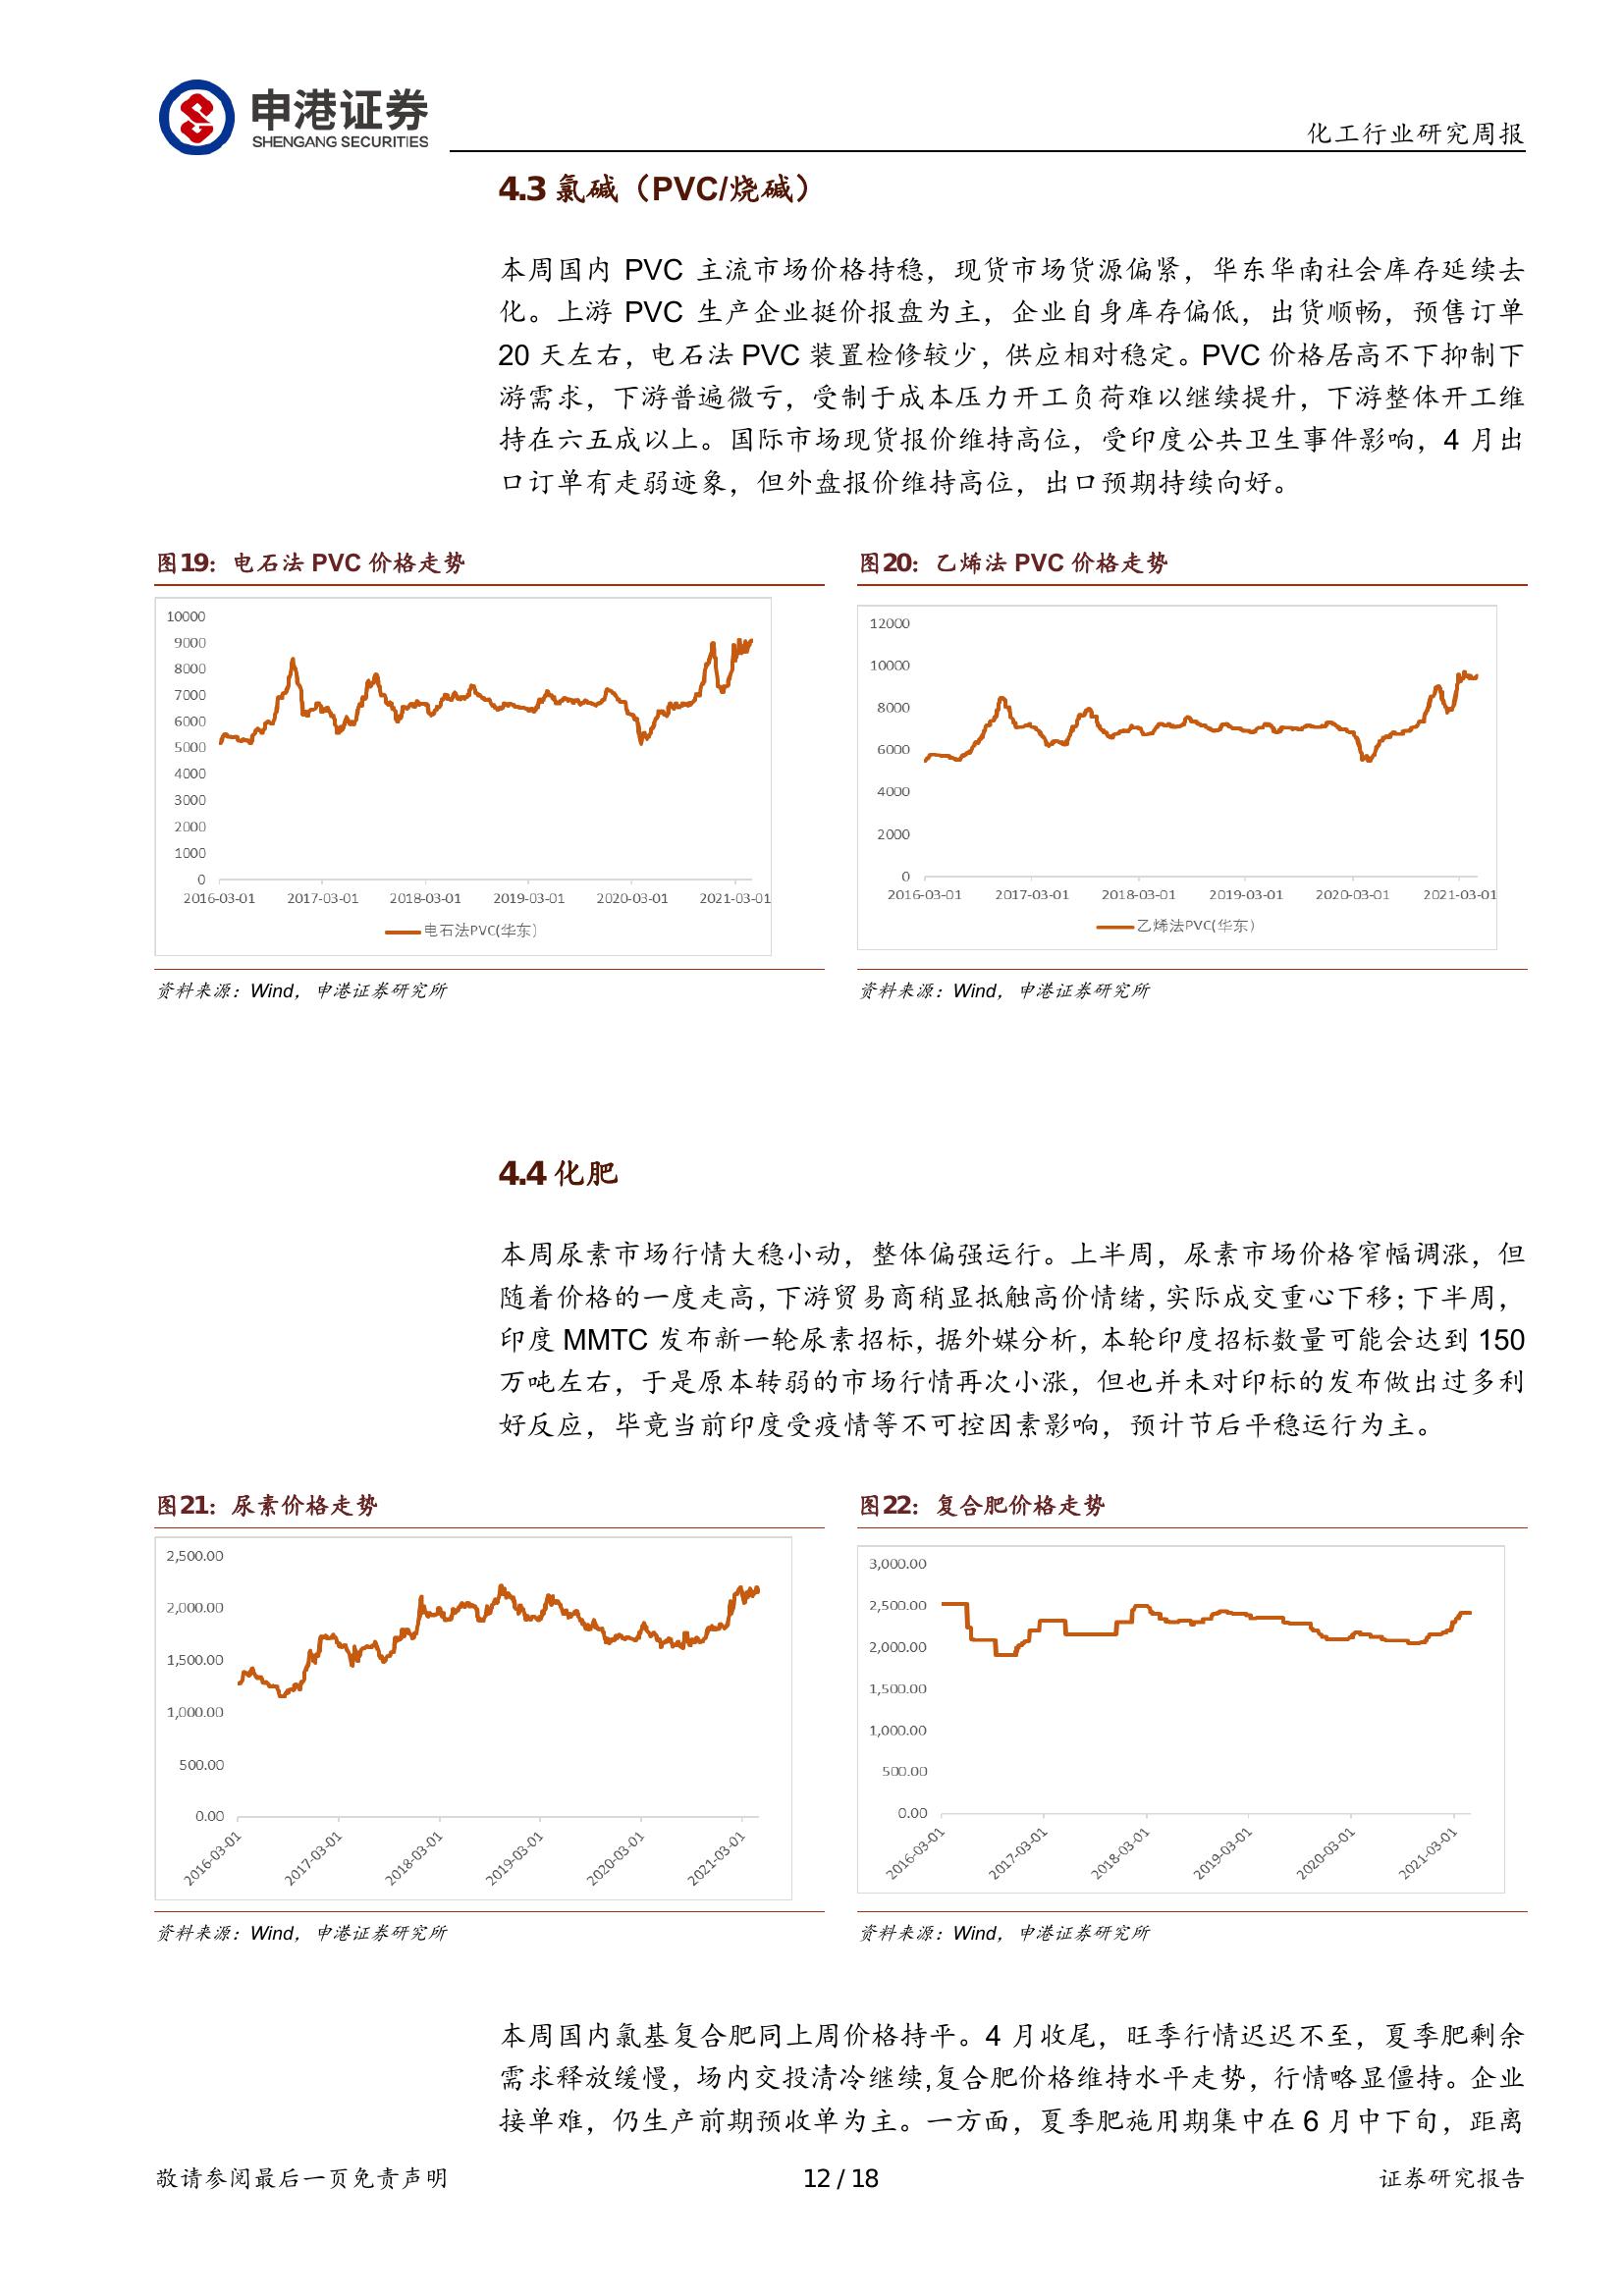 申港证券
SHENGANG SECURITIES
化工行业研究周报
4.3 氯碱（PVC/烧碱）
本周国内 PVC 主流市场价格持稳，现货市场货源偏紧，华东华南社会库存延续去
化。上游 PVC 生产企业挺价报盘为主，企业自身库存偏低，出货顺畅，预售订单
20 天左右，电石法 PVC 装置检修较少，供应相对稳定。PVC 价格居高不下抑制下
游需求，下游普遍微亏，受制于成本压力开工负荷难以继续提升，下游整体开工维
持在六五成以上。国际市场现货报价维持高位，受印度公共卫生事件影响，4 月出
口订单有走弱迹象，但外盘报价维持高位，出口预期持续向好。
图19：电石法 PVC 价格走势
10000
9000
8000
7000
6000
5000
4000
3000
2000
1000
0
2016-03-01 2017-03-01 2018-03-01 2019-03-01 2020-03-01 2021-03-01
电石法PVC(华东)
资料来源：Wind，申港证券研究所
图20：乙烯法 PVC 价格走势
12000
10000
8000
6000
4000
2000
0
2016-03-01 2017-03-01 2018-03-01 2019-03-01 2020-03-01 2021-03-01
乙烯法PVC(华东)
资料来源：Wind，申港证券研究所
4.4 化肥
本周尿素市场行情大稳小动，整体偏强运行。上半周，尿素市场价格窄幅调涨，但
随着价格的一度走高，下游贸易商稍显抵触高价情绪，实际成交重心下移；下半周，
印度 MMTC 发布新一轮尿素招标，据外媒分析，本轮印度招标数量可能会达到 150
万吨左右，于是原本转弱的市场行情再次小涨，但也并未对印标的发布做出过多利
好反应，毕竟当前印度受疫情等不可控因素影响，预计节后平稳运行为主。
图21：尿素价格走势
2,500.00
2,000.00
1,500.00
1,000.00
500.00
0.00
2016-03-01 2017-03-01 2018-03-01 2019-03-01 2020-03-01 2021-03-01
资料来源：Wind，申港证券研究所
图22：复合肥价格走势
3,000.00
2,500.00
2,000.00
1,500.00
1,000.00
500.00
0.00
2016-03-01 2017-03-01 2018-03-01 2019-03-01 2020-03-01 2021-03-01
资料来源：Wind，申港证券研究所
本周国内氯基复合肥同上周价格持平。4 月收尾，旺季行情迟迟不至，夏季肥剩余
需求释放缓慢，场内交投清冷继续,复合肥价格维持水平走势，行情略显僵持。企业
接单难，仍生产前期预收单为主。一方面，夏季肥施用期集中在 6 月中下旬，距离
敬请参阅最后一页免责声明
12 / 18
证券研究报告